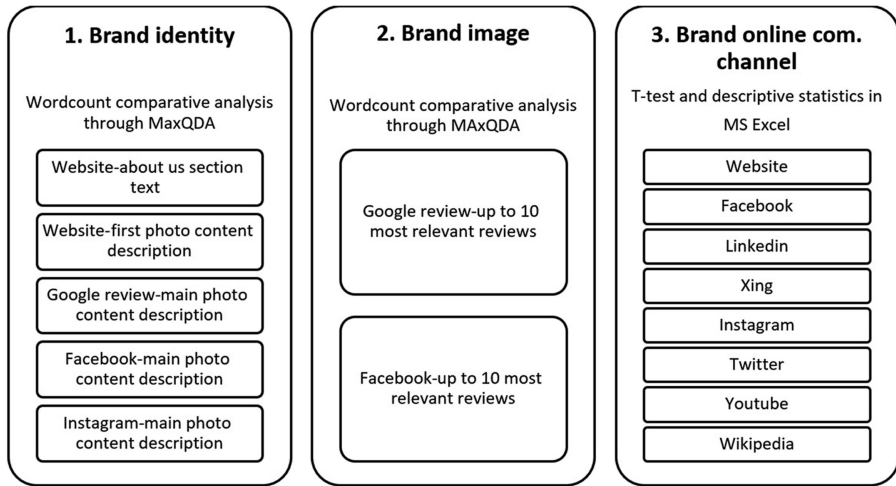 1. Brand identity
Wordcount comparative analysis
through MaxQDA
Website-about us section
text
Website-first photo content
description
Google review-main photo
content description
Facebook-main photo
content description
Instagram-main photo
content description
2. Brand image
Wordcount comparative analysis
through MAxQDA
Google review-up to 10
most relevant reviews
Facebook-up to 10 most
relevant reviews
3. Brand online com.
channel
T-test and descriptive statistics in
MS Excel
Website
Facebook
Linkedin
Xing
Instagram
Twitter
Youtube
Wikipedia